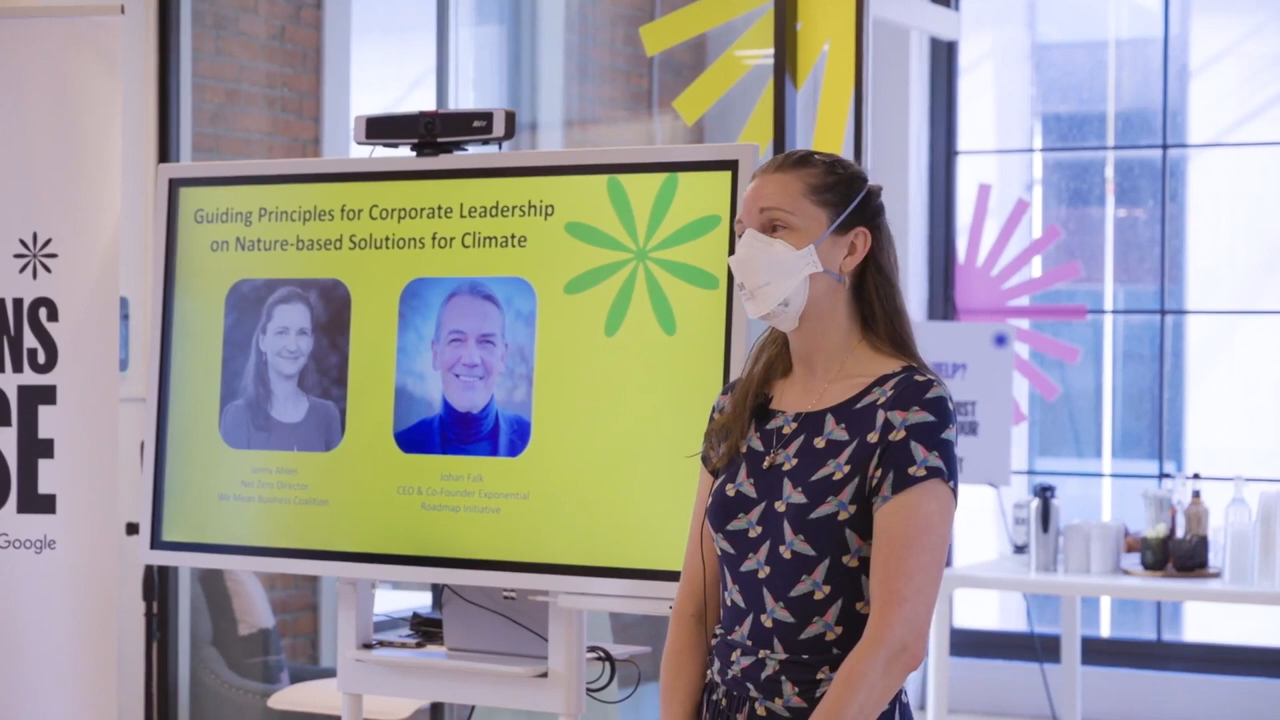 Guiding Principles for Corporate Leadership
on Nature-based Solutions for Climate
Jenny Ahlen
Net Zero Director
We Mean Business Coalition
Johan Falk
CEO & Co-Founder Exponential
Roadmap Initiative
NS
SE
Google
ELP?